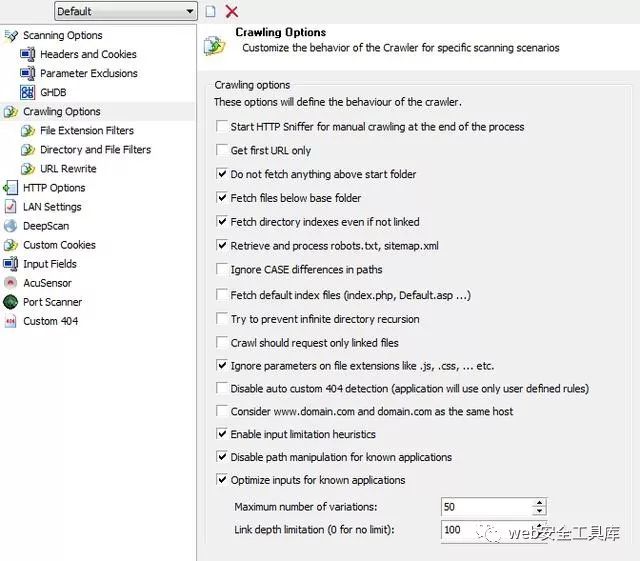 Default
Scanning Options
Headers and Cookies
Parameter Exclusions
GHDB
Crawling Options
File Extension Filters
Directory and File Filters
URL Rewrite
HTTP Options
LAN Settings
DeepScan
Custom Cookies
Input Fields
AcuSensor
Port Scanner
404 Custom 404
Crawling Options
Customize the behavior of the Crawler for specific scanning scenarios
Crawling options
These options will define the behaviour of the crawler.
Start HTTP Sniffer for manual crawling at the end of the process
Get first URL only
Do not fetch anything above start folder
Fetch files below base folder
Fetch directory indexes even if not linked
Retrieve and process robots.txt, sitemap.xml
Ignore CASE differences in paths
Fetch default index files (index.php, Default.asp ...)
Try to prevent infinite directory recursion
Crawl should request only linked files
Ignore parameters on file extensions like .js, .css, ... etc.
Disable auto custom 404 detection (application will use only user defined rules)
Consider www.domain.com and domain.com as the same host
Enable input limitation heuristics
Disable path manipulation for known applications
Optimize inputs for known applications
Maximum number of variations: 50
Link depth limitation (0 for no limit): 100
web安全工具库